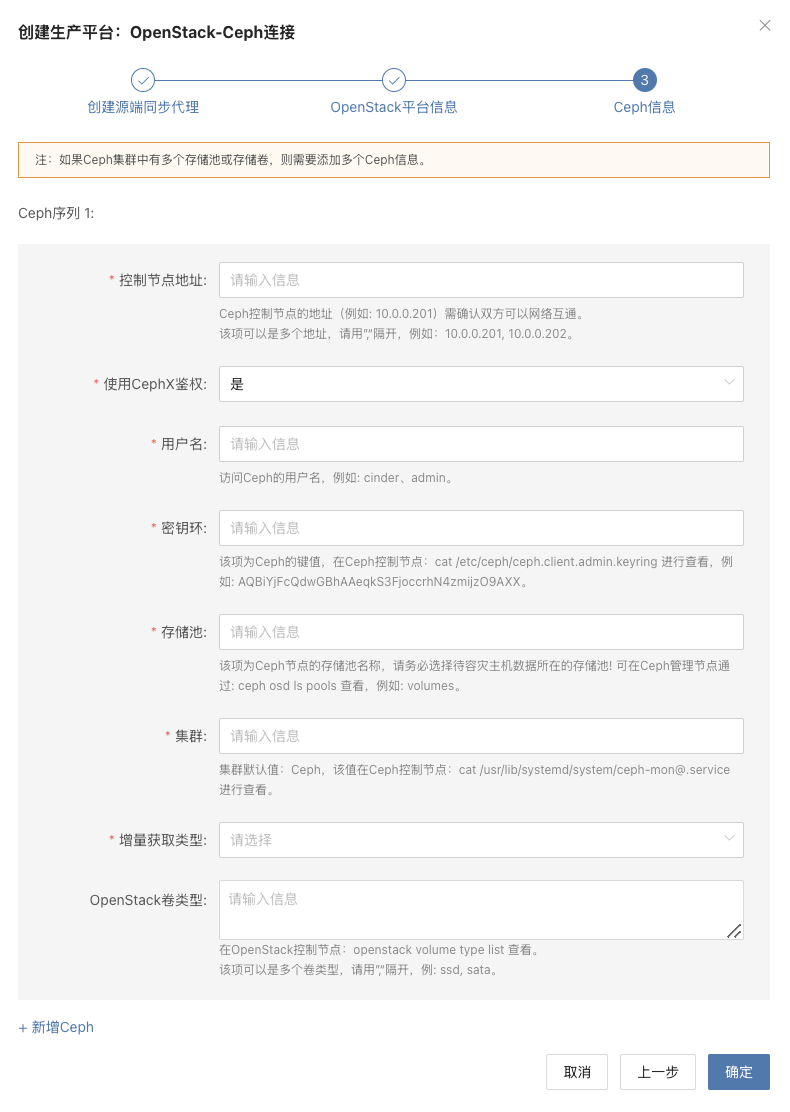 创建生产平台：OpenStack-Ceph连接
3
创建源端同步代理
OpenStack平台信息
Ceph信息
注：如果Ceph集群中有多个存储池或存储卷，则需要添加多个Ceph信息。
Ceph序列 1:
* 控制节点地址:
请输入信息
Ceph控制节点的地址（例如: 10.0.0.201）需确认双方可以网络互通。
该项可以是多个地址，请用”,”隔开，例如：10.0.0.201, 10.0.0.202。
* 使用CephX鉴权:
是
* 用户名:
请输入信息
访问Ceph的用户名，例如: cinder、admin。
* 密钥环:
请输入信息
该项为Ceph的键值，在Ceph控制节点：cat /etc/ceph/ceph.client.admin.keyring 进行查看，例
如: AQBiYjFcQdwGBhAAeqkS3FjoccrhN4zmijzO9AXX。
* 存储池:
请输入信息
该项为Ceph节点的存储池名称，请务必选择待容灾主机数据所在的存储池! 可在Ceph管理节点通
过: ceph osd ls pools 查看，例如: volumes。
* 集群:
请输入信息
集群默认值：Ceph，该值在Ceph控制节点：cat /usr/lib/systemd/system/ceph-mon@.service
进行查看。
* 增量获取类型:
请选择
OpenStack卷类型:
请输入信息
在OpenStack控制节点：openstack volume type list 查看。
该项可以是多个卷类型，请用”,”隔开，例: ssd, sata。
+ 新增Ceph
取消
上一步
确定